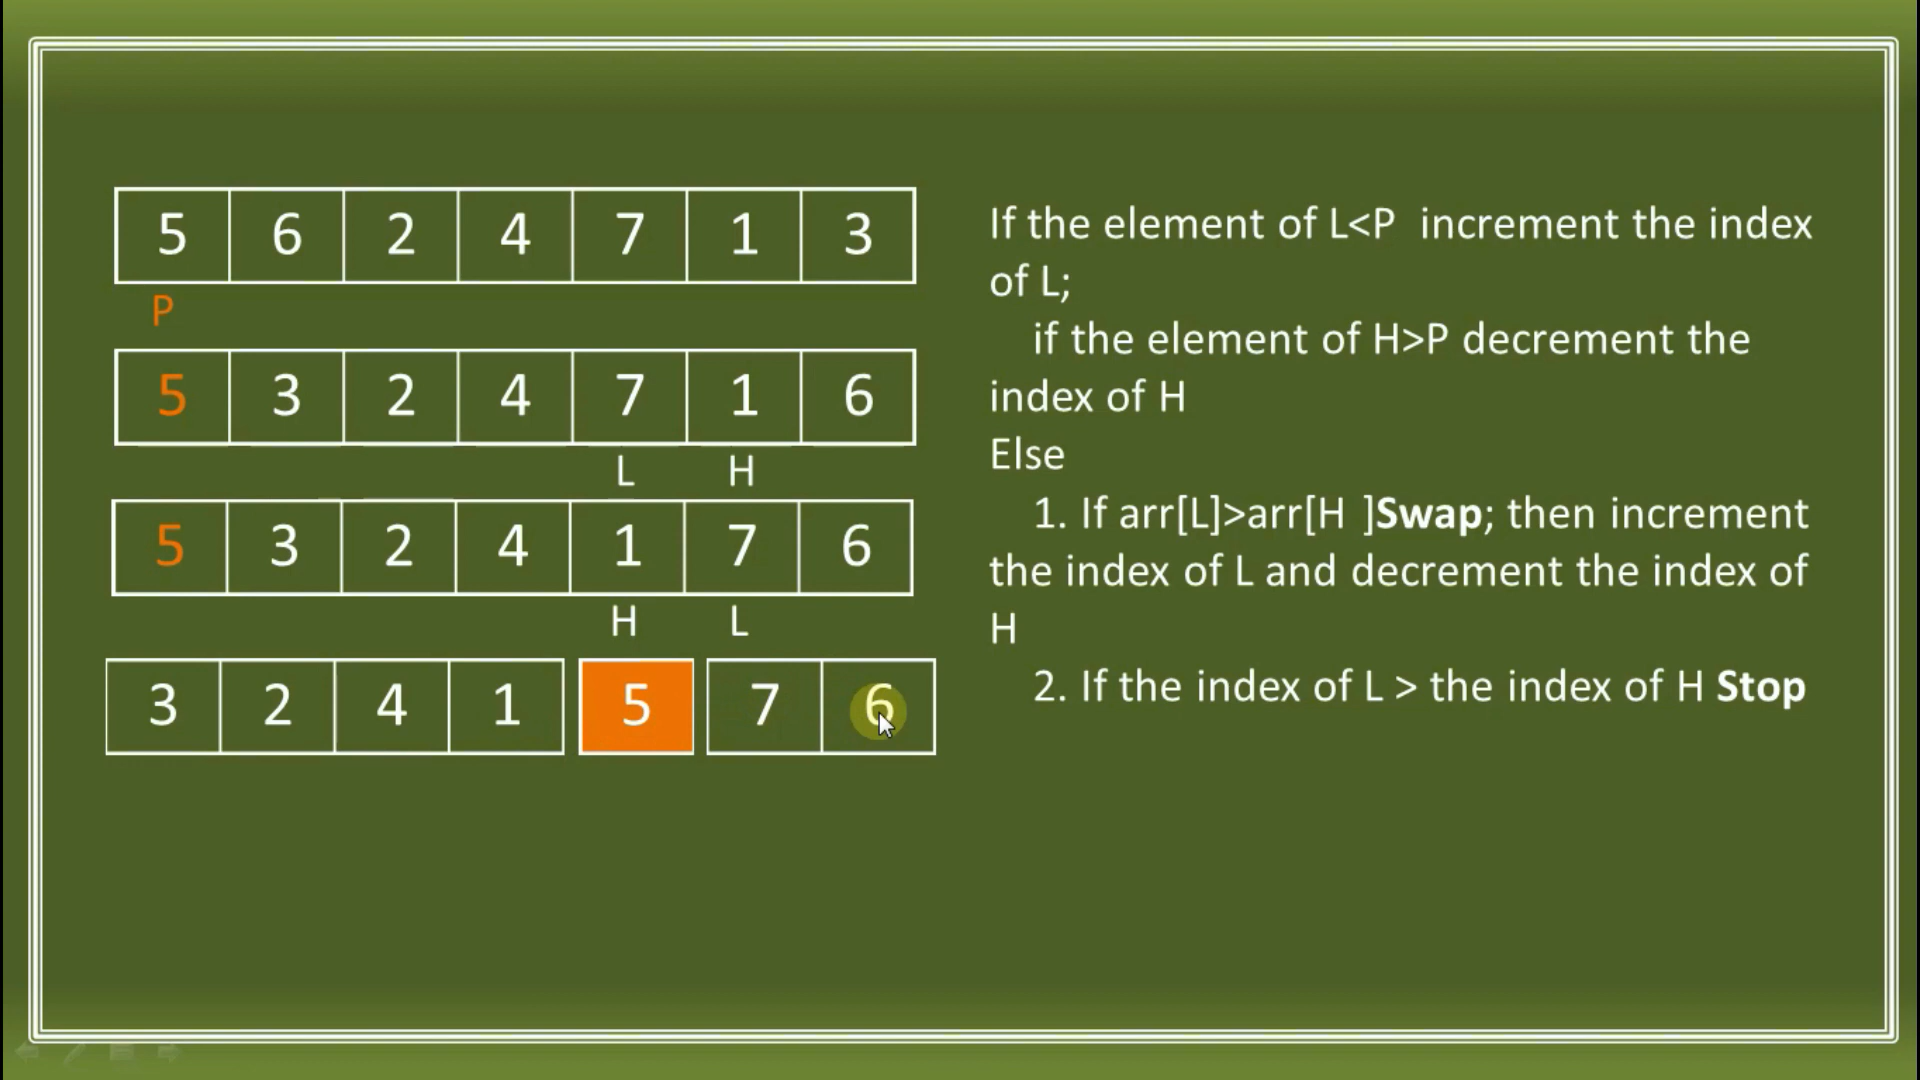 5 6 2 4 7 1 3
P
5 3 2 4 7 1 6
L H
5 3 2 4 1 7 6
H L
3 2 4 1 5 7 6
If the element of L<P increment the index
of L;
if the element of H>P decrement the
index of H
Else
1. If arr[L]>arr[H ]Swap; then increment
the index of L and decrement the index of
H
2. If the index of L > the index of H Stop